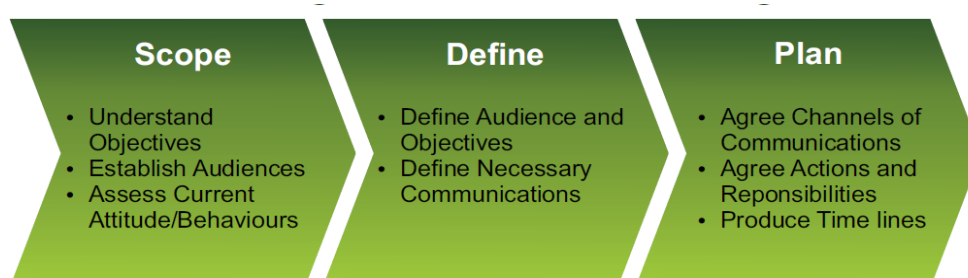 Scope
• Understand
Objectives
• Establish Audiences
• Assess Current
Attitude/Behaviours
Define
• Define Audience and
Objectives
• Define Necessary
Communications
Plan
• Agree Channels of
Communications
• Agree Actions and
Reponsibilities
• Produce Time lines